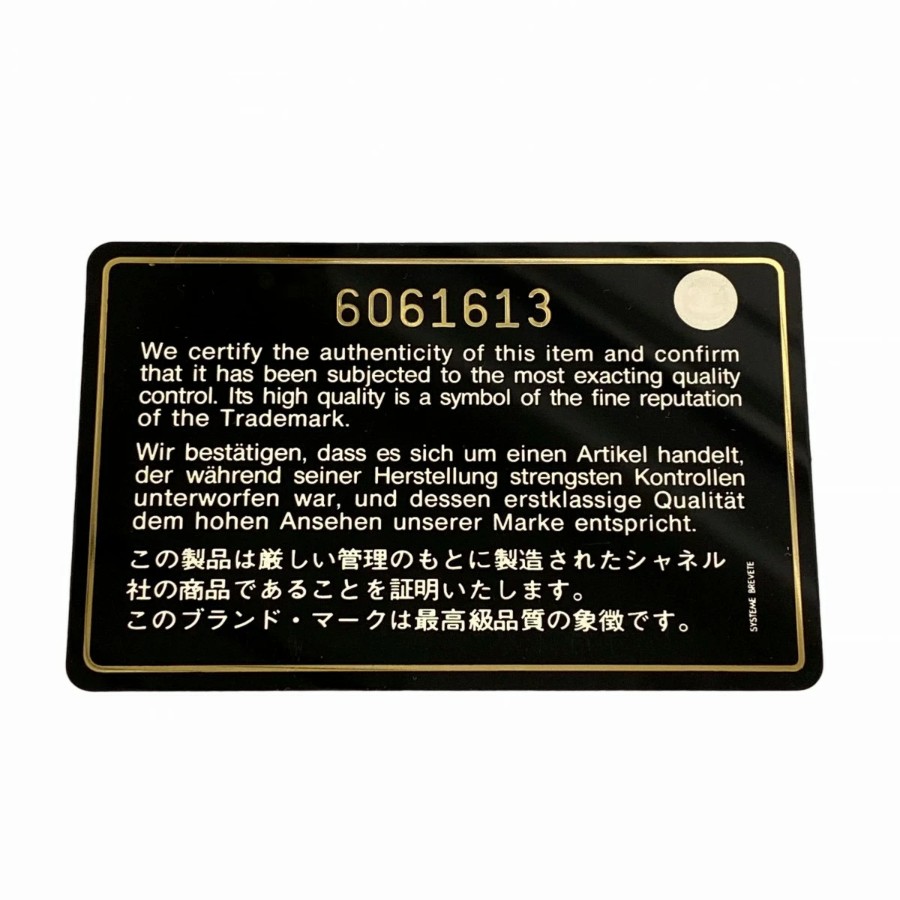 6061613
We certify the authenticity of this item and confirm
that it has been subjected to the most exacting quality
control. Its high quality is a symbol of the fine reputation
of the Trademark.
Wir bestätigen, dass es sich um einen Artikel handelt,
der während seiner Herstellung strengsten Kontrollen
unterworfen war, und dessen erstklassige Qualität
dem hohen Ansehen unserer Marke entspricht.
この製品は厳しい管理のもとに製造されたシャネル
社の商品であることを証明いたします。
このブランド・マークは最高級品質の象徴です。
SYSTEME BREVETE